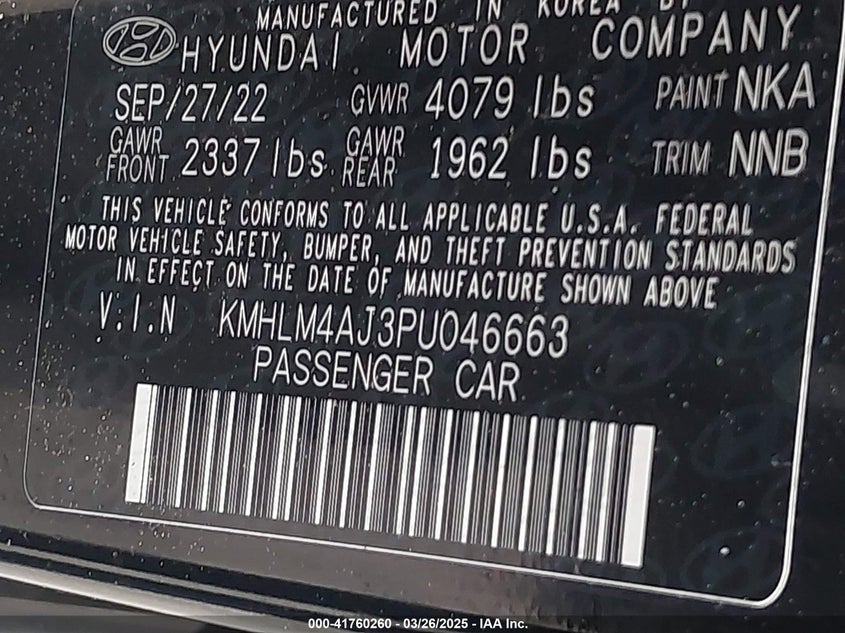 MANUFACTURED IN KOREA BY
HYUNDAI MOTOR COMPANY
SEP/27/22 GVWR 4079 lbs PAINT NKA
GAWR FRONT 2337 lbs GAWR REAR 1962 lbs TRIM NNB
THIS VEHICLE CONFORMS TO ALL APPLICABLE U.S.A. FEDERAL
MOTOR VEHICLE SAFETY, BUMPER, AND THEFT PREVENTION STANDARDS
IN EFFECT ON THE DATE OF MANUFACTURE SHOWN ABOVE
V.I.N KMHLM4AJ3PU046663
PASSENGER CAR
000-41760260 - 03/26/2025 - IAA Inc.